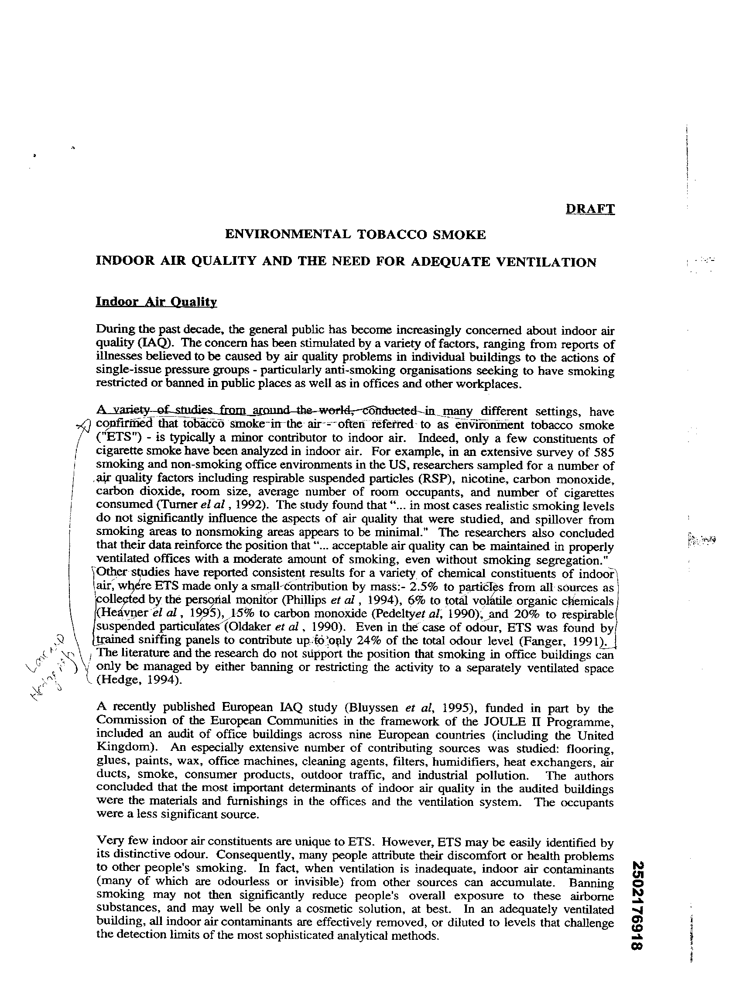 DRAFT
ENVIRONMENTAL TOBACCO SMOKE
INDOOR AIR QUALITY AND THE NEED FOR ADEQUATE VENTILATION
Indoor Air Quality
During the past decade, the general public has become increasingly concerned about indoor air
quality (IAQ). The concern has been stimulated by a variety of factors, ranging from reports of
illnesses believed to be caused by air quality problems in individual buildings to the actions of
single-issue pressure groups - particularly anti-smoking organisations seeking to have smoking
restricted or banned in public places as well as in offices and other workplaces.
A variety of studies from around the world, conducted in many different settings, have
confirmed that tobacco smoke in the air - often referred to as environment tobacco smoke
("ETS") - is typically a minor contributor to indoor air. Indeed, only a few constituents of
cigarette smoke have been analyzed in indoor air. For example, in an extensive survey of 585
smoking and non-smoking office environments in the US, researchers sampled for a number of
air quality factors including respirable suspended particles (RSP), nicotine, carbon monoxide,
carbon dioxide, room size, average number of room occupants, and number of cigarettes
consumed (Turner el al , 1992). The study found that "... in most cases realistic smoking levels
do not significantly influence the aspects of air quality that were studied, and spillover from
smoking areas to nonsmoking areas appears to be minimal." The researchers also concluded
that their data reinforce the position that "... acceptable air quality can be maintained in properly
ventilated offices with a moderate amount of smoking, even without smoking segregation."
Other studies have reported consistent results for a variety of chemical constituents of indoor
air, where ETS made only a small contribution by mass:- 2.5% to particles from all sources as
collected by the personal monitor (Phillips et al , 1994), 6% to total volatile organic chemicals
(Heavner el al , 1995), 15% to carbon monoxide (Pedeltyet al, 1990), and 20% to respirable
suspended particulates (Oldaker et al , 1990). Even in the case of odour, ETS was found by
trained sniffing panels to contribute up to only 24% of the total odour level (Fanger, 1991).
The literature and the research do not support the position that smoking in office buildings can
only be managed by either banning or restricting the activity to a separately ventilated space
(Hedge, 1994).
A recently published European IAQ study (Bluyssen et al, 1995), funded in part by the
Commission of the European Communities in the framework of the JOULE II Programme,
included an audit of office buildings across nine European countries (including the United
Kingdom). An especially extensive number of contributing sources was studied: flooring,
glues, paints, wax, office machines, cleaning agents, filters, humidifiers, heat exchangers, air
ducts, smoke, consumer products, outdoor traffic, and industrial pollution. The authors
concluded that the most important determinants of indoor air quality in the audited buildings
were the materials and furnishings in the offices and the ventilation system. The occupants
were a less significant source.
Very few indoor air constituents are unique to ETS. However, ETS may be easily identified by
its distinctive odour. Consequently, many people attribute their discomfort or health problems
to other people's smoking. In fact, when ventilation is inadequate, indoor air contaminants
(many of which are odourless or invisible) from other sources can accumulate. Banning
smoking may not then significantly reduce people's overall exposure to these airborne
substances, and may well be only a cosmetic solution, at best. In an adequately ventilated
building, all indoor air contaminants are effectively removed, or diluted to levels that challenge
the detection limits of the most sophisticated analytical methods.
2502176918